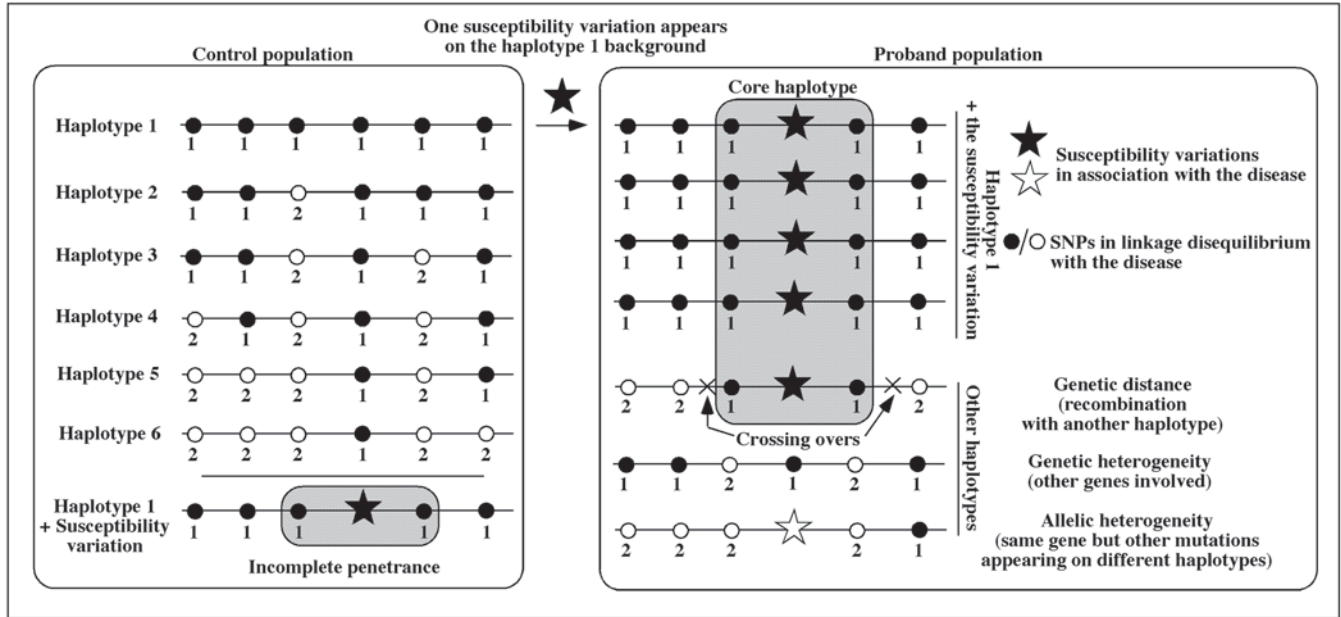 One susceptibility variation appears
on the haplotype 1 background
Control population
Proband population
Haplotype 1
1 1 1 1 1 1
Haplotype 2
1 1 2 1 1 1
Haplotype 3
1 1 2 1 2 1
Haplotype 4
2 1 2 1 2 1
Haplotype 5
2 2 2 1 2 1
Haplotype 6
2 2 2 1 2 2
Haplotype 1
+ Susceptibility
variation
1 1 1 1 1
Incomplete penetrance
Core haplotype
1 1 1 1 1
1 1 1 1 1
1 1 1 1 1
1 1 1 1 1
Haplotype 1
+ the susceptibility variation
2 2 1 1 2
Crossing overs
1 1 2 1 2 1
2 2 2 2 1
Other haplotypes
Susceptibility variations
in association with the disease
/
SNPs in linkage disequilibrium
with the disease
Genetic distance
(recombination
with another haplotype)
Genetic heterogeneity
(other genes involved)
Allelic heterogeneity
(same gene but other mutations
appearing on different haplotypes)